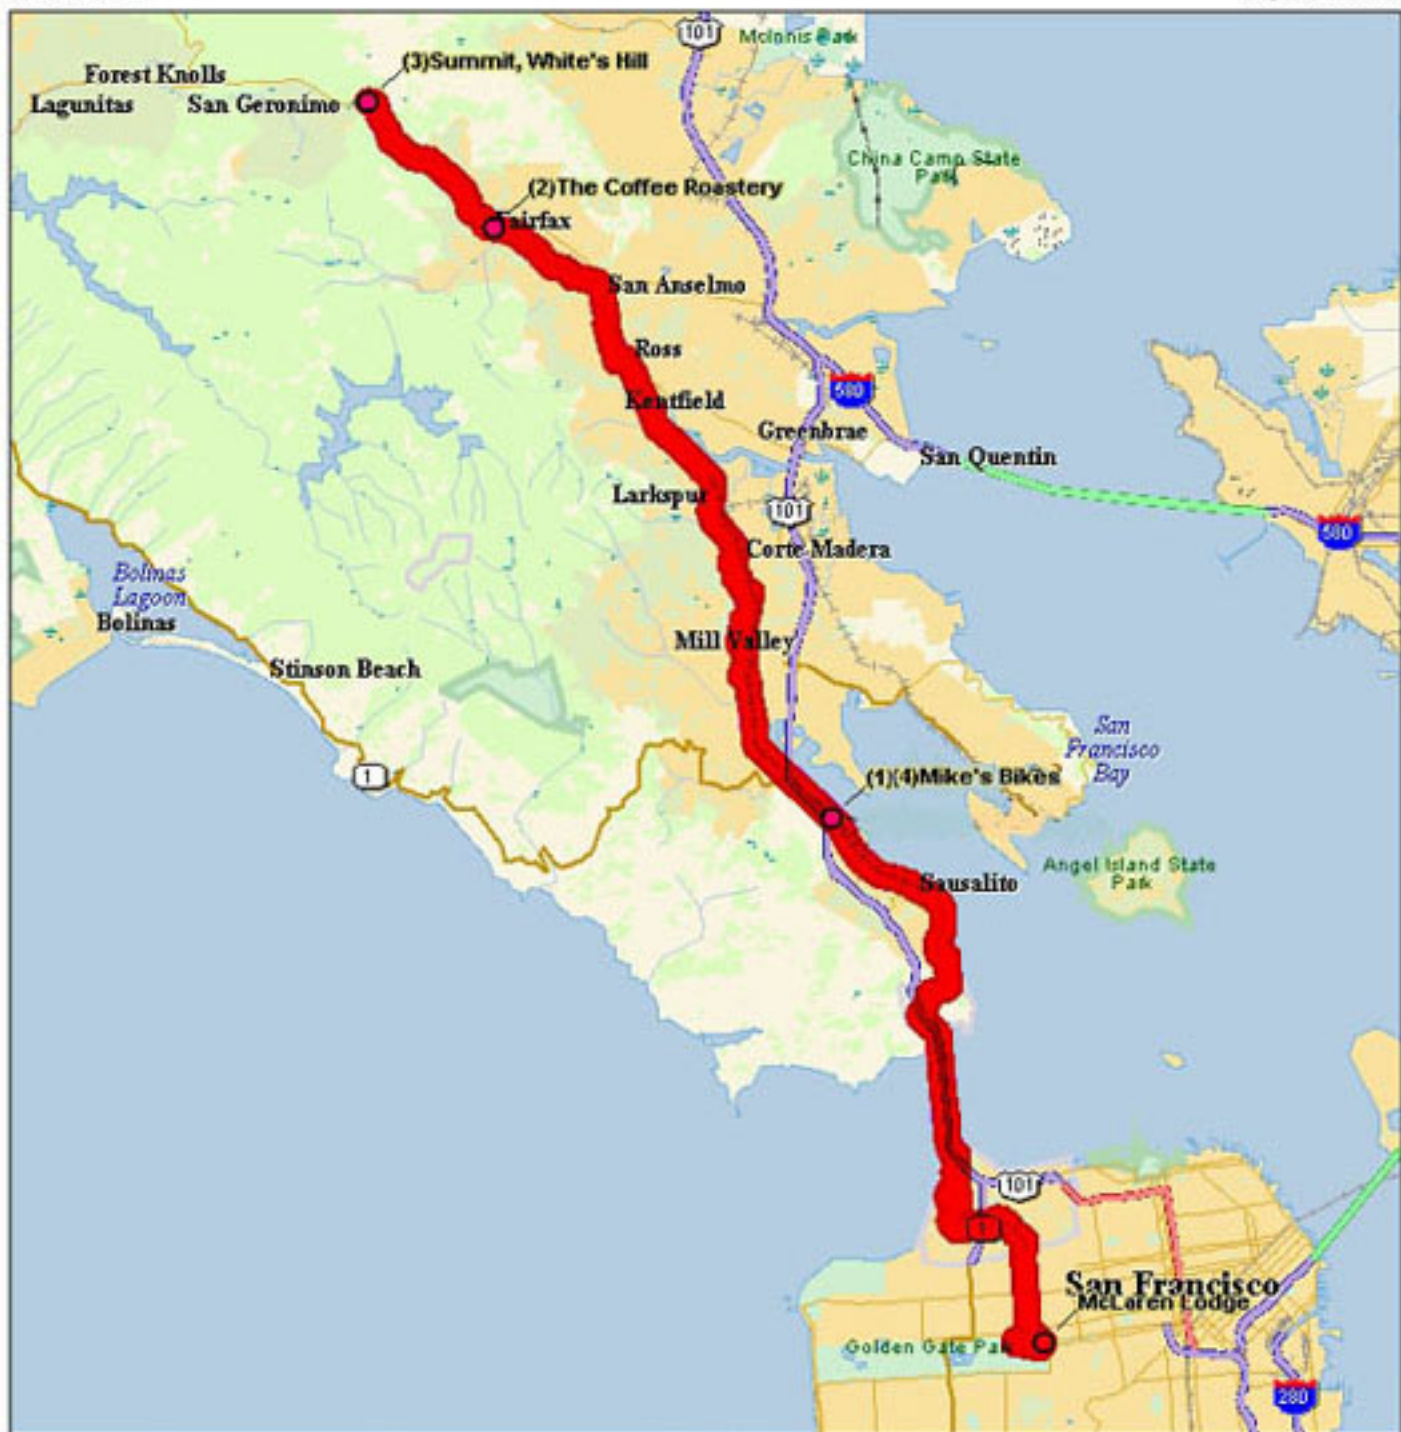 101
McInnis Park
(3)Summit, White's Hill
Forest Knolls
Lagunitas
San Geronimo
China Camp State
Park
(2)The Coffee Roastery
Fairfax
San Anselmo
Ross
580
Kentfield
Greenbrae
San Quentin
Larkspur
101
580
Corte Madera
Bolinas
Lagoon
Bolinas
Mill Valley
Stinson Beach
San
Francisco
Bay
1
(1)(4)Mike's Bikes
Angel Island State
Park
Sausalito
101
1
San Francisco
McLaren Lodge
Golden Gate Park
280